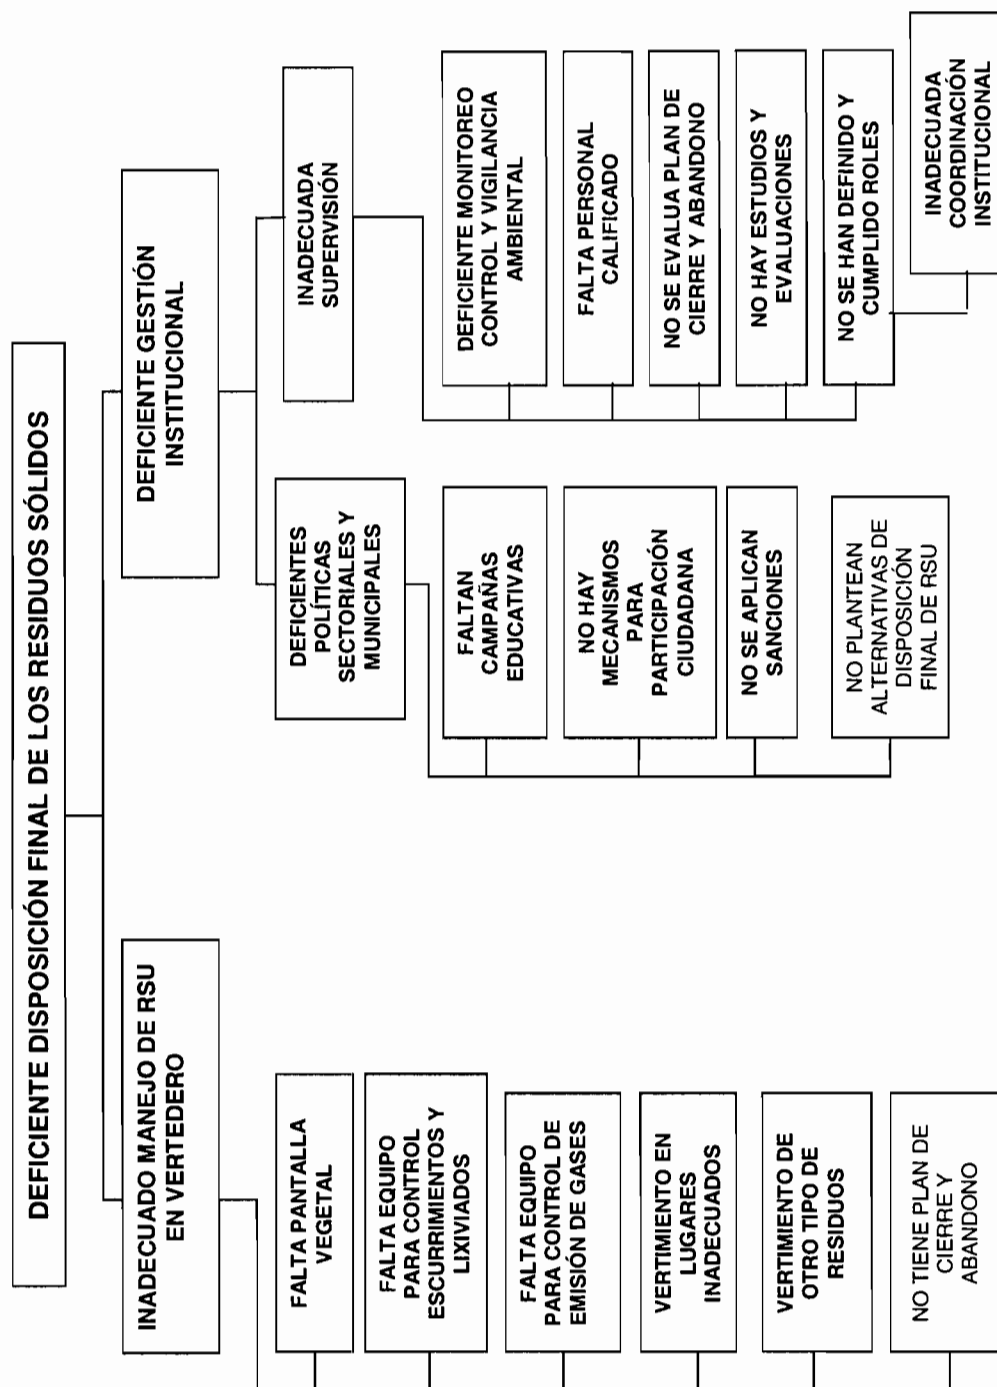 DEFICIENTE DISPOSICIÓN FINAL DE LOS RESIDUOS SÓLIDOS
INADECUADO MANEJO DE RSU
EN VERTEDERO
FALTA PANTALLA
VEGETAL
FALTA EQUIPO
PARA CONTROL
ESCURRIMIENTOS Y
LIXIVIADOS
FALTA EQUIPO
PARA CONTROL DE
EMISIÓN DE GASES
VERTIMIENTO EN
LUGARES
INADECUADOS
VERTIMIENTO DE
OTRO TIPO DE
RESIDUOS
NO TIENE PLAN DE
CIERRE Y
ABANDONO
DEFICIENTE GESTIÓN
INSTITUCIONAL
DEFICIENTES
POLÍTICAS
SECTORIALES Y
MUNICIPALES
FALTAN
CAMPAÑAS
EDUCATIVAS
NO HAY
MECANISMOS
PARA
PARTICIPACIÓN
CIUDADANA
NO SE APLICAN
SANCIONES
NO PLANTEAN
ALTERNATIVAS DE
DISPOSICIÓN
FINAL DE RSU
INADECUADA
SUPERVISIÓN
DEFICIENTE MONITOREO
CONTROL Y VIGILANCIA
AMBIENTAL
FALTA PERSONAL
CALIFICADO
NO SE EVALUA PLAN DE
CIERRE Y ABANDONO
NO HAY ESTUDIOS Y
EVALUACIONES
NO SE HAN DEFINIDO Y
CUMPLIDO ROLES
INADECUADA
COORDINACIÓN
INSTITUCIONAL